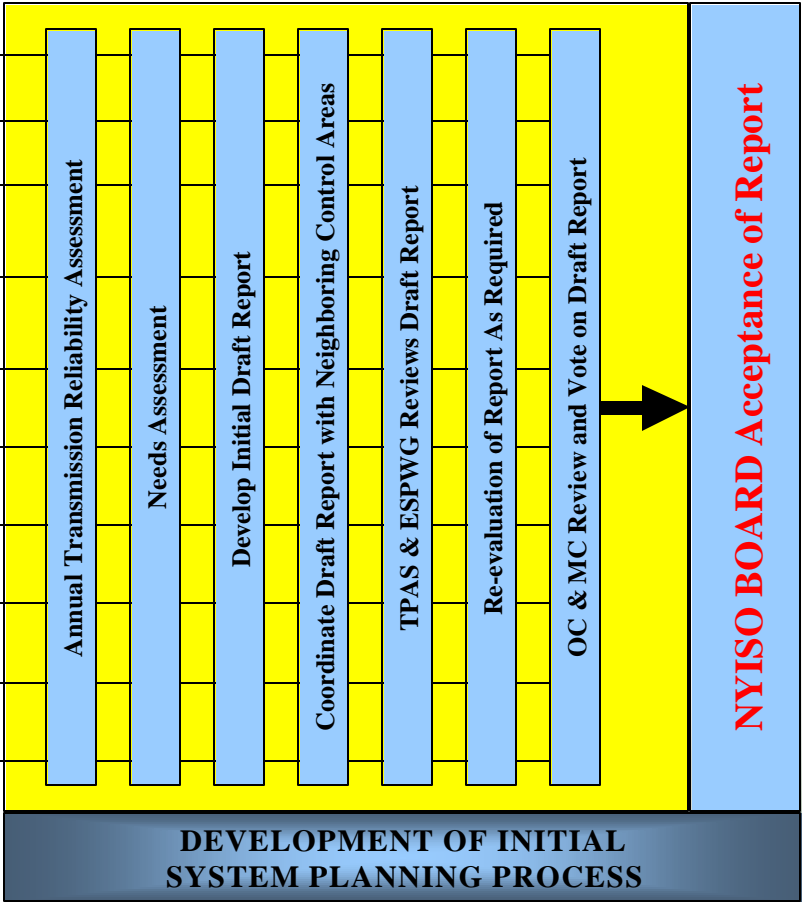 Annual Transmission Reliability Assessment
Needs Assessment
Develop Initial Draft Report
Coordinate Draft Report with Neighboring Control Areas
TPAS & ESPWG Reviews Draft Report
Re-evaluation of Report As Required
OC & MC Review and Vote on Draft Report
NYISO BOARD Acceptance of Report
DEVELOPMENT OF INITIAL
SYSTEM PLANNING PROCESS